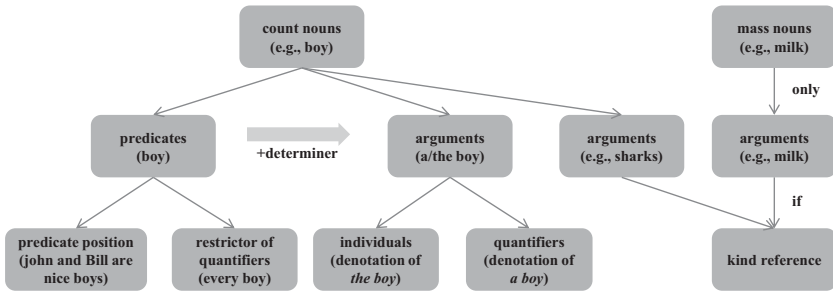 count nouns
(e.g., boy)
mass nouns
(e.g., milk)
only
predicates
(boy)
+determiner
arguments
(a/the boy)
arguments
(e.g., sharks)
arguments
(e.g., milk)
if
predicate position
(john and Bill are
nice boys)
restrictor of
quantifiers
(every boy)
individuals
(denotation of
the boy)
quantifiers
(denotation of
a boy)
kind reference